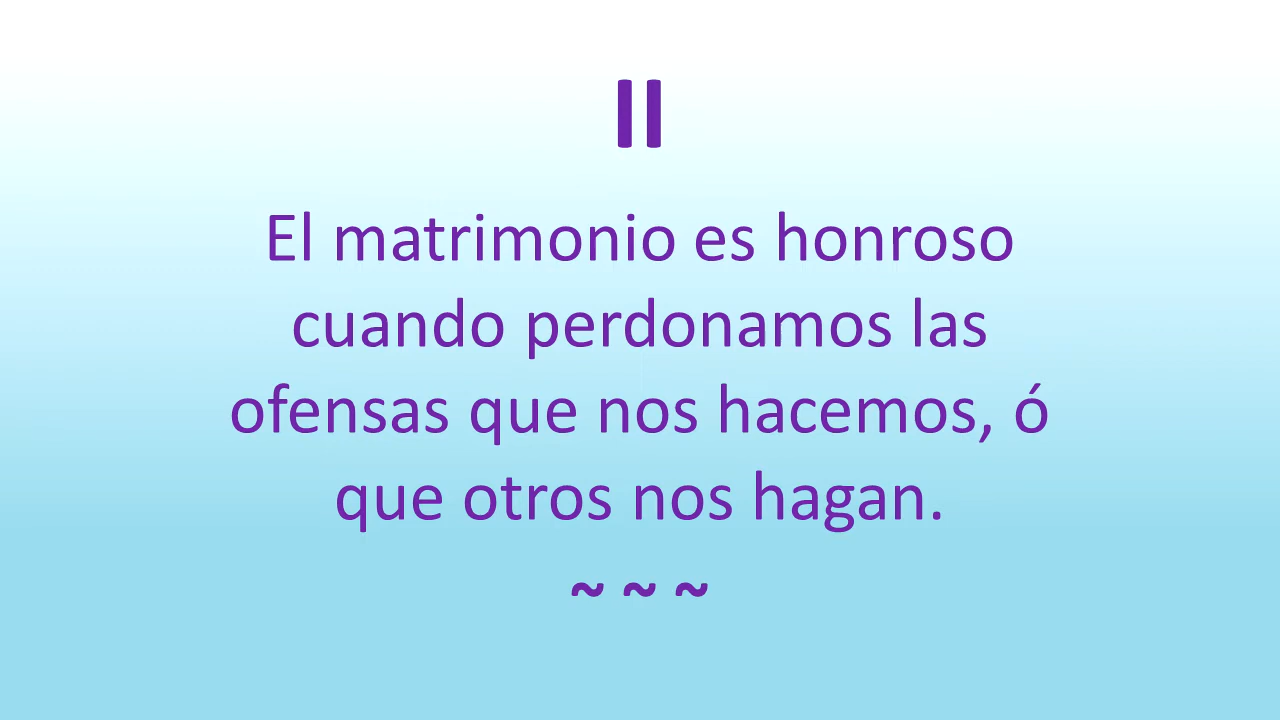 II
El matrimonio es honroso
cuando perdonamos las
ofensas que nos hacemos, ó
que otros nos hagan.
~ ~ ~